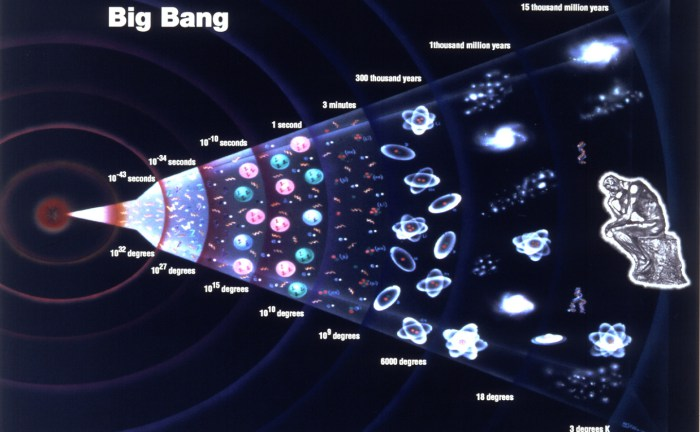 Big Bang
15 thousand million years
1thousand million years
300 thousand years
3 minutes
1 second
10⁻¹⁰ seconds
10⁻³⁴ seconds
10⁻⁴³ seconds
10³² degrees
10²⁷ degrees
10¹⁵ degrees
10¹⁰ degrees
10⁹ degrees
6000 degrees
18 degrees
3 degrees K